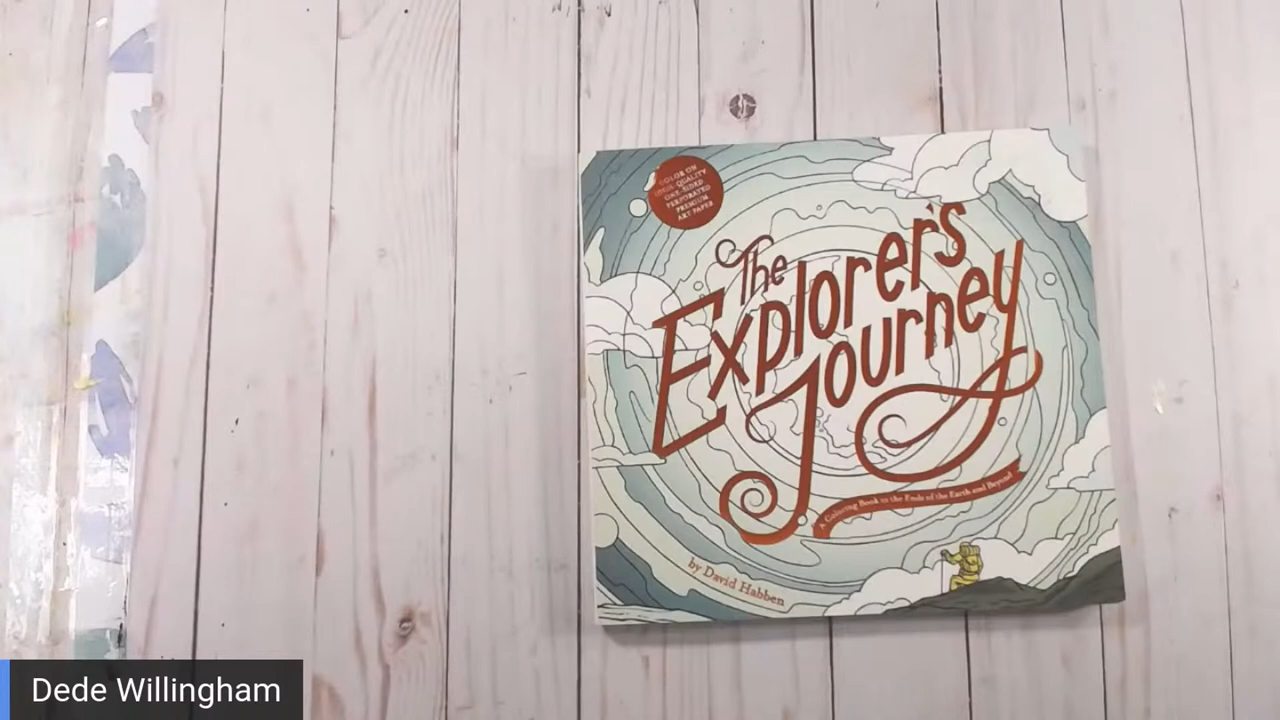 COLOR ON
HIGH-QUALITY
ONE-SIDED
PERFORATED
PREMIUM
ART PAPER
The
Explorer's
Journey
A Coloring Book to the Ends of the Earth and Beyond
by David Habben
Dede Willingham